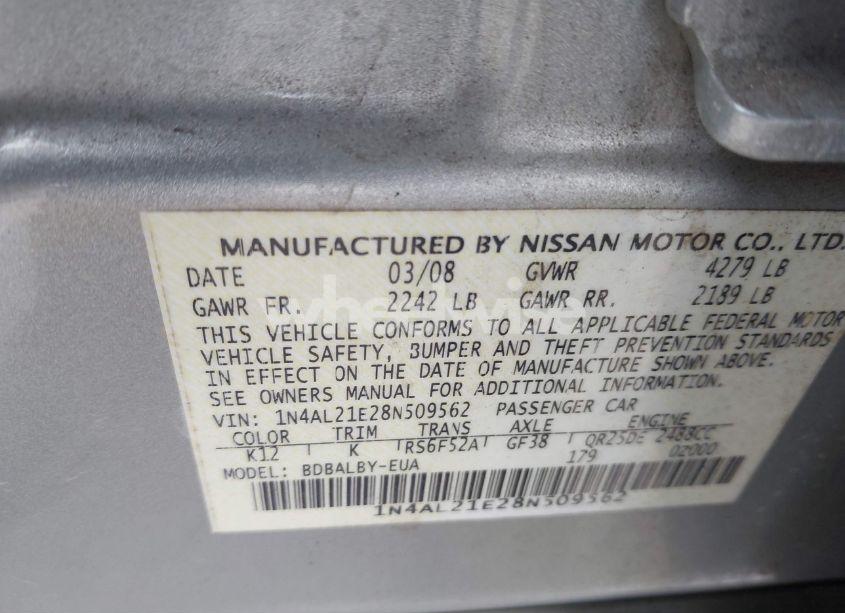 MANUFACTURED BY NISSAN MOTOR CO., LTD.
DATE 03/08 GVWR 4279 LB
GAWR FR. 2242 LB GAWR RR. 2189 LB
THIS VEHICLE CONFORMS TO ALL APPLICABLE FEDERAL MOTOR
VEHICLE SAFETY, BUMPER AND THEFT PREVENTION STANDARDS
IN EFFECT ON THE DATE OF MANUFACTURE SHOWN ABOVE.
SEE OWNERS MANUAL FOR ADDITIONAL INFORMATION.
VIN: 1N4AL21E28N509562 PASSENGER CAR
COLOR TRIM TRANS AXLE ENGINE
K12 K RS6F52A GF38 QR25DE 2488CC
MODEL: BDBALBY-EUA 179 02000
1N4AL21E28N509562